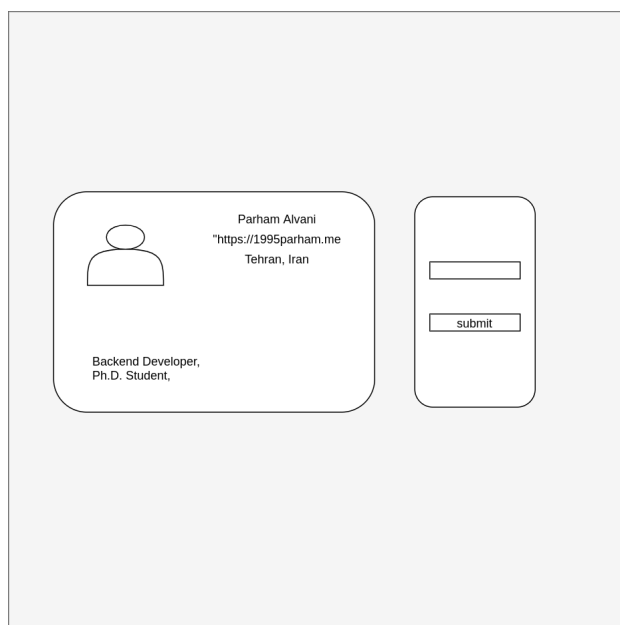 Parham Alvani
"https://1995parham.me
Tehran, Iran
Backend Developer,
Ph.D. Student,
submit